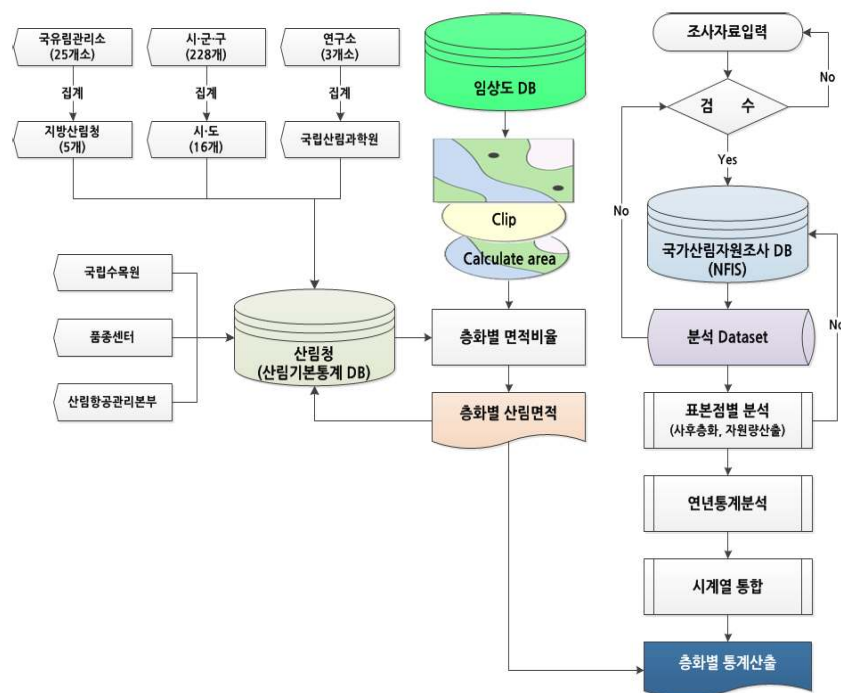 국유림관리소
(25개소)
시·군·구
(228개)
연구소
(3개소)
집계
집계
집계
지방산림청
(5개)
시·도
(16개)
국립산림과학원
국립수목원
품종센터
산림항공관리본부
산림청
(산림기본통계 DB)
임상도 DB
Clip
Calculate area
층화별 면적비율
층화별 산림면적
조사자료입력
No
검 수
Yes
No
국가산림자원조사 DB
(NFIS)
분석 Dataset
No
표본점별 분석
(사후층화, 자원량산출)
연년통계분석
시계열 통합
층화별 통계산출